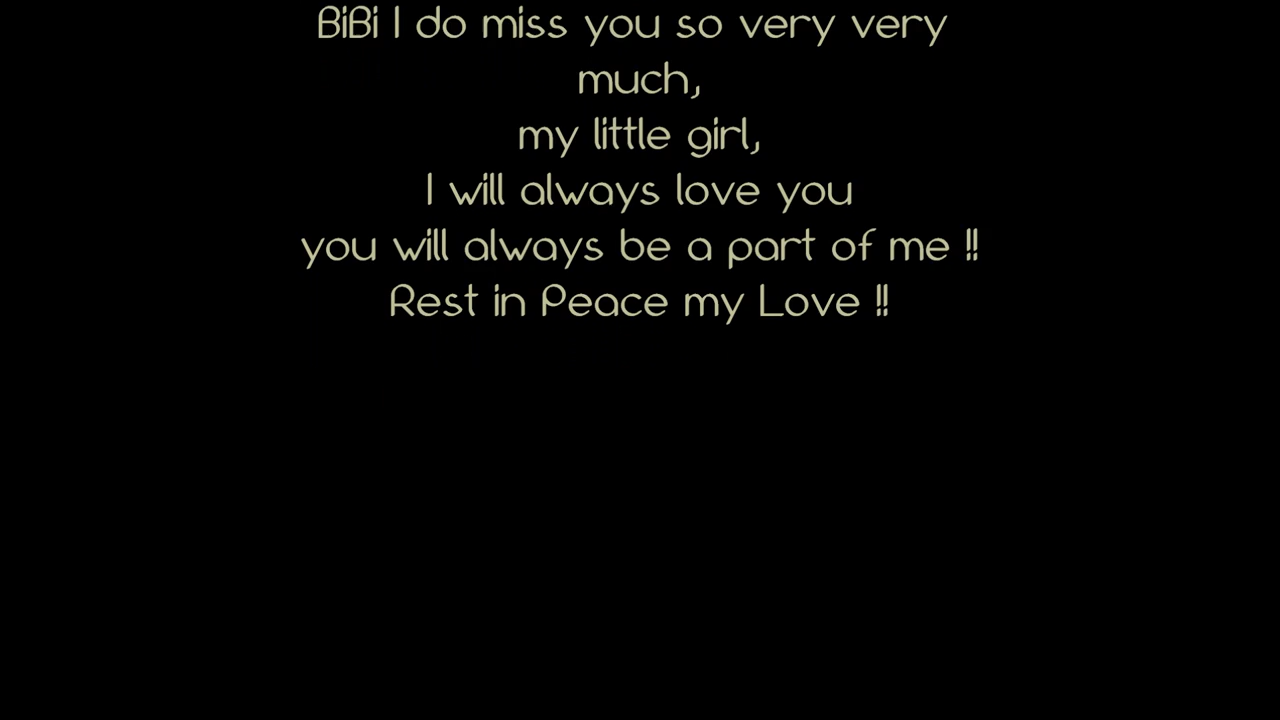 BiBi I do miss you so very very
much,
my little girl,
I will always love you
you will always be a part of me !!
Rest in Peace my Love !!